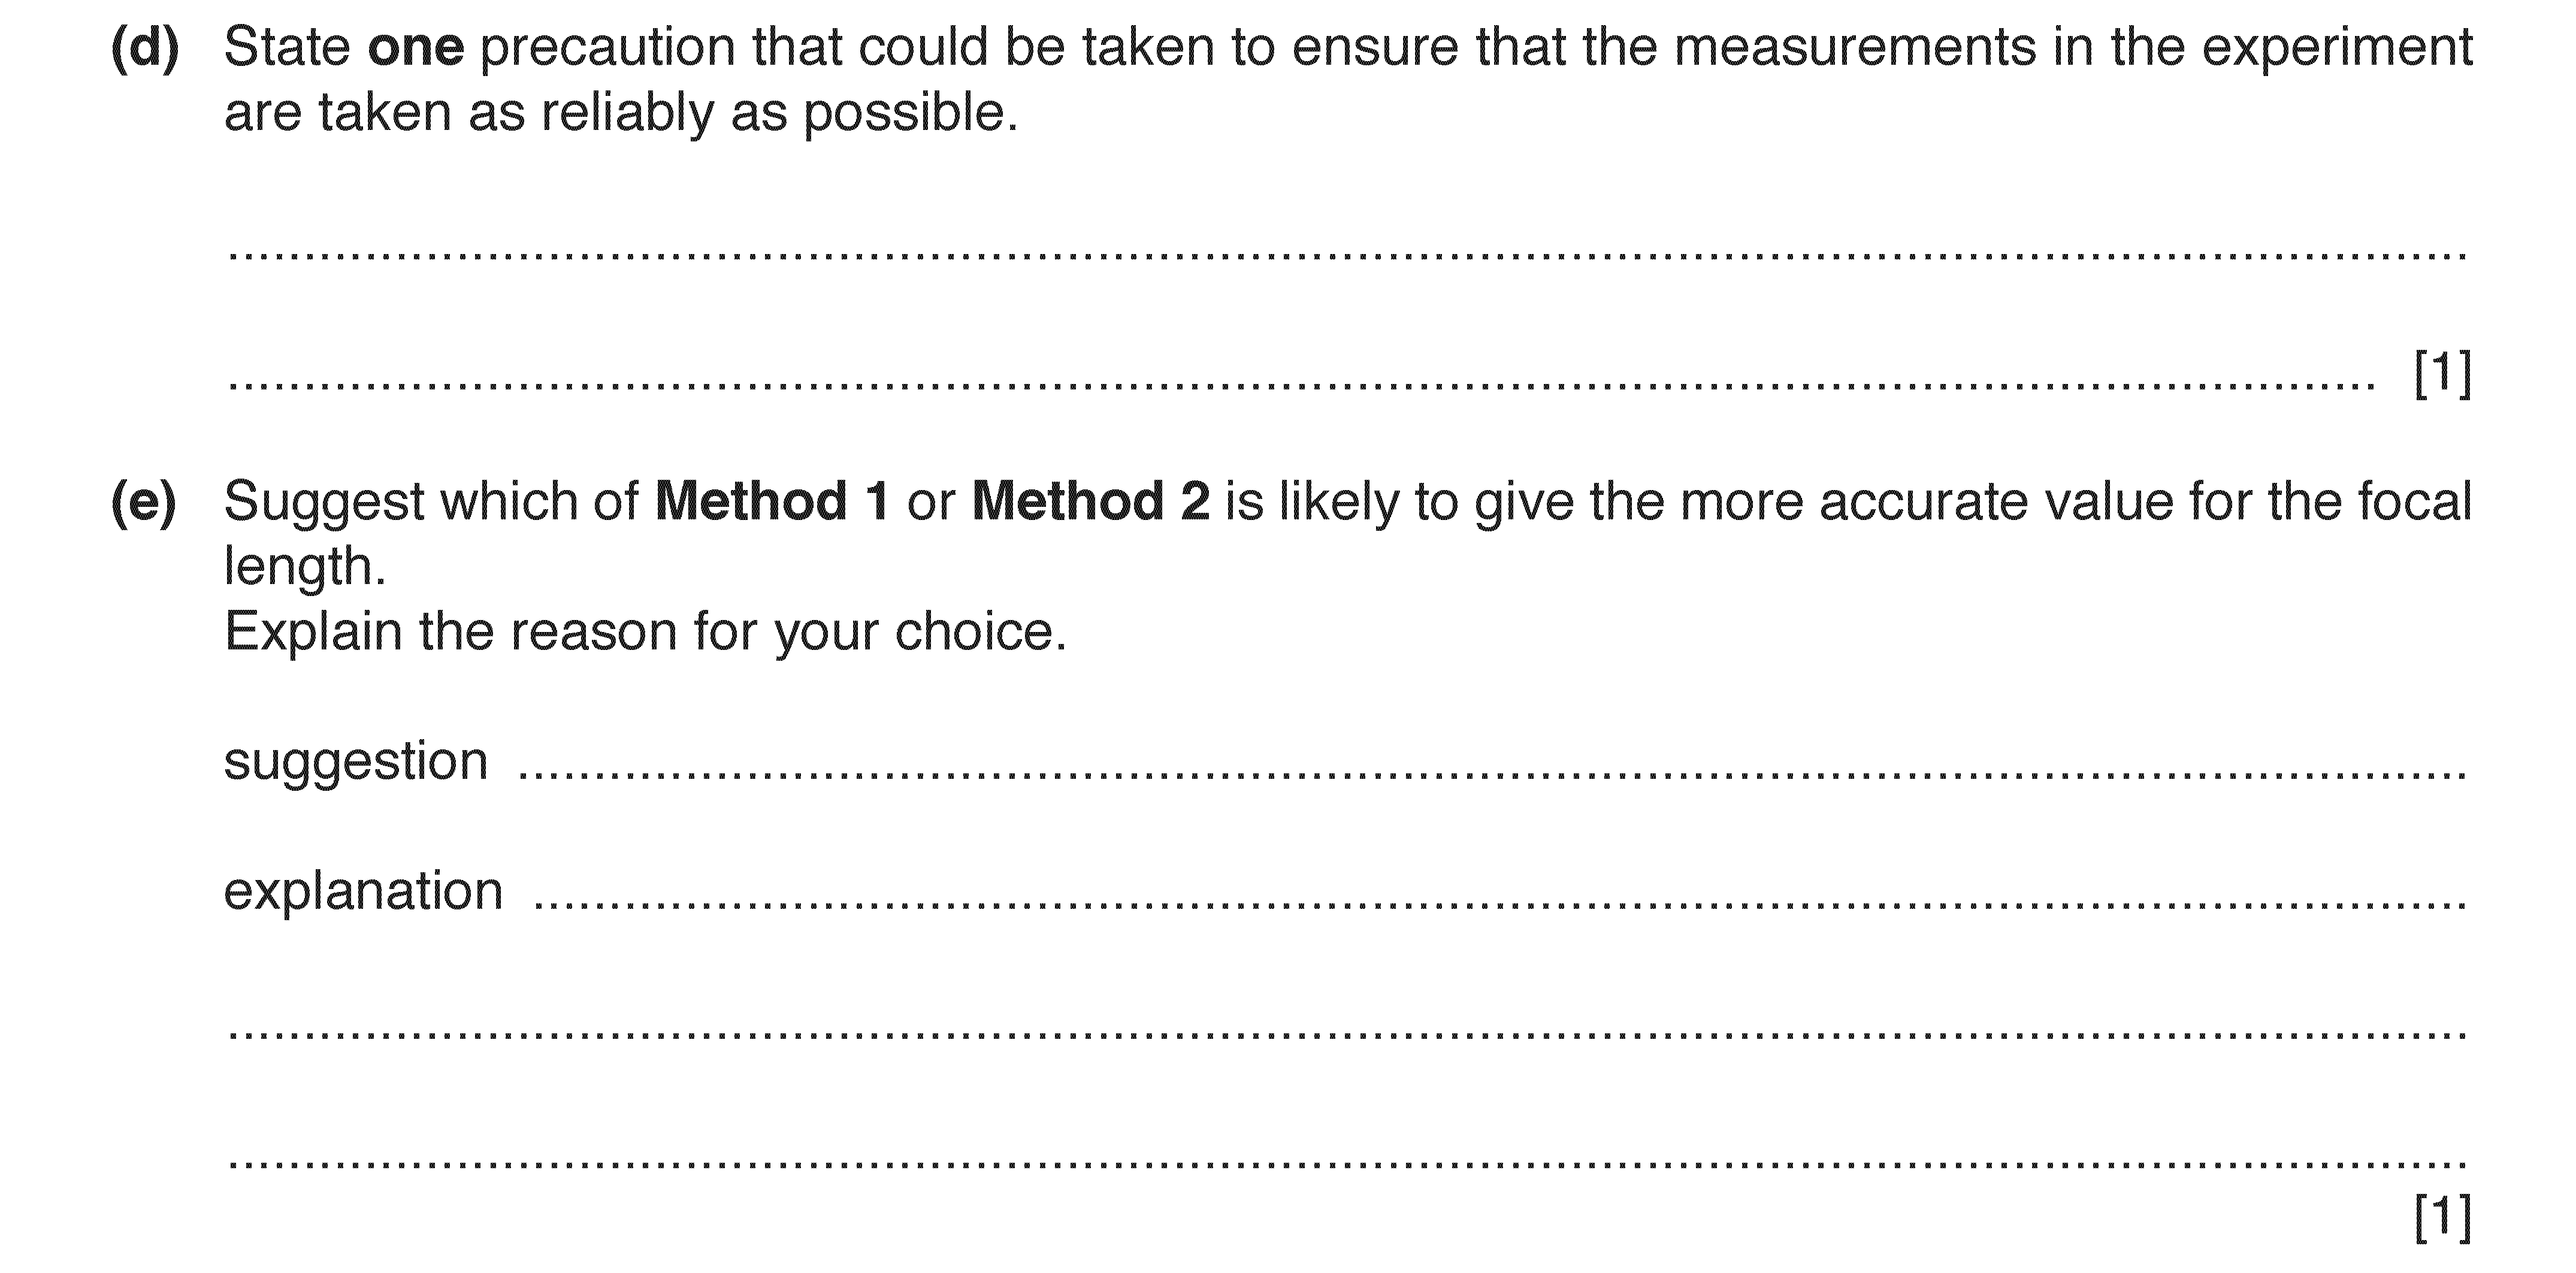 (d) State one precaution that could be taken to ensure that the measurements in the experiment
are taken as reliably as possible.
..........................................................................................
.......................................................................................... [1]
(e) Suggest which of Method 1 or Method 2 is likely to give the more accurate value for the focal
length.
Explain the reason for your choice.
suggestion ..........................................................................................
explanation ..........................................................................................
..........................................................................................
..........................................................................................
[1]